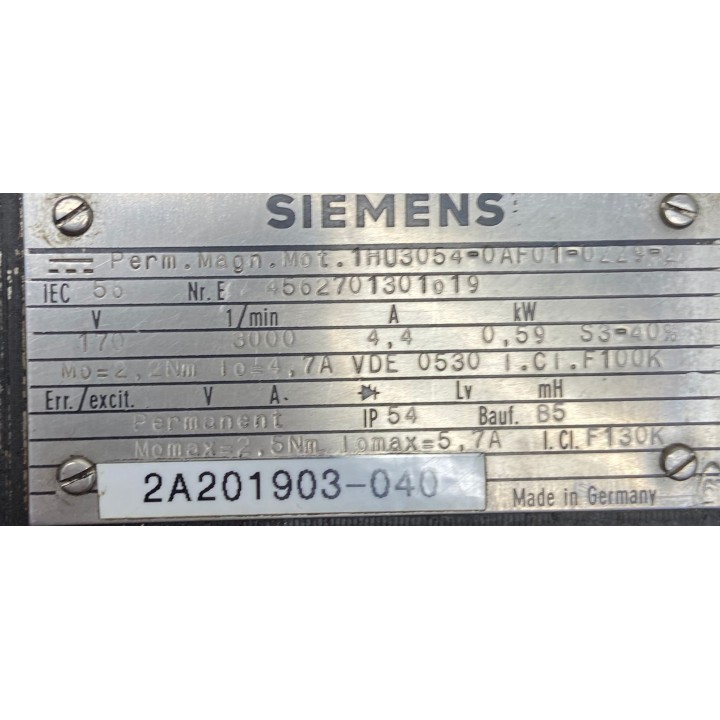 SIEMENS
Perm.Magn.Mot.1HU3054-0AF01-0229-Z
IEC 56 Nr.E 4562701301019
V 1/min A kW
170 3000 4,4 0,59 S3-40%
Mo=2,2Nm Io=4,7A VDE 0530 I.Cl.F100K
Err./excit. V A. Lv mH
Permanent IP 54 Bauf. B5
Momax=2,5Nm Iomax=5,7A I.Cl.F130K
2A201903-040
Made in Germany